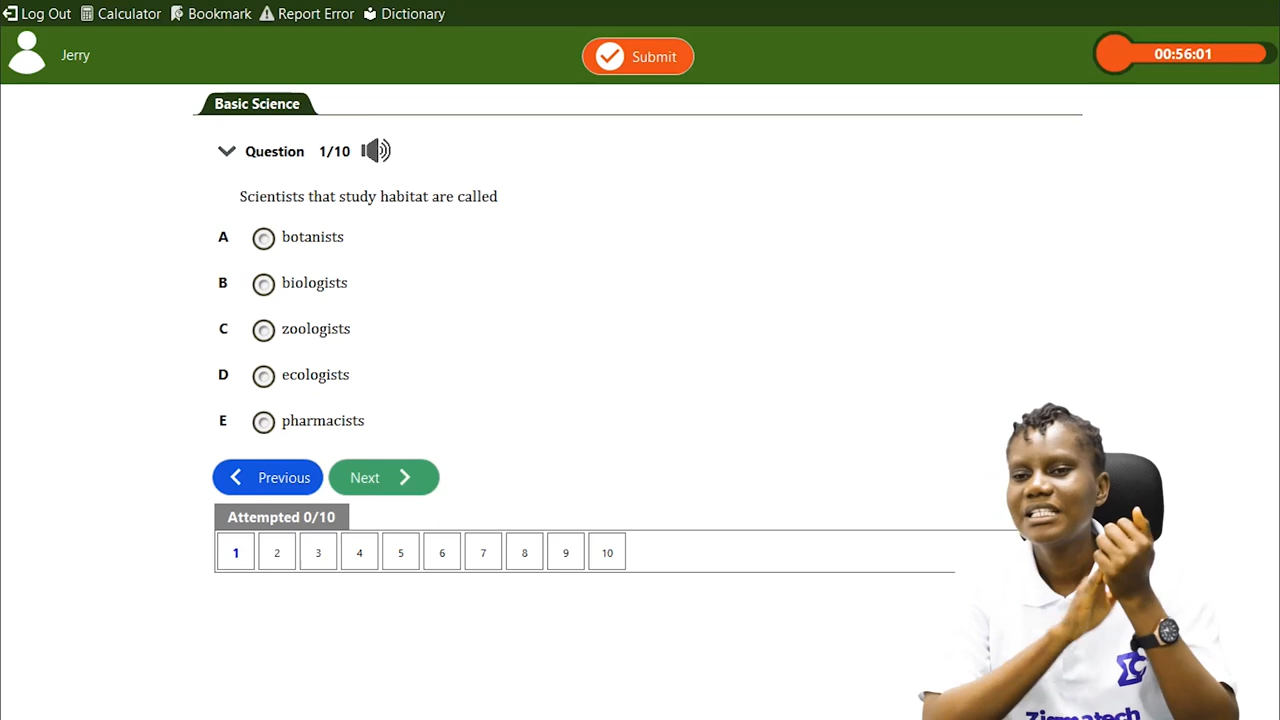 Log Out Calculator Bookmark Report Error Dictionary
Jerry
Submit
00:56:01
Basic Science
Question 1/10
Scientists that study habitat are called
A botanists
B biologists
C zoologists
D ecologists
E pharmacists
Previous Next
Attempted 0/10
1 2 3 4 5 6 7 8 9 10